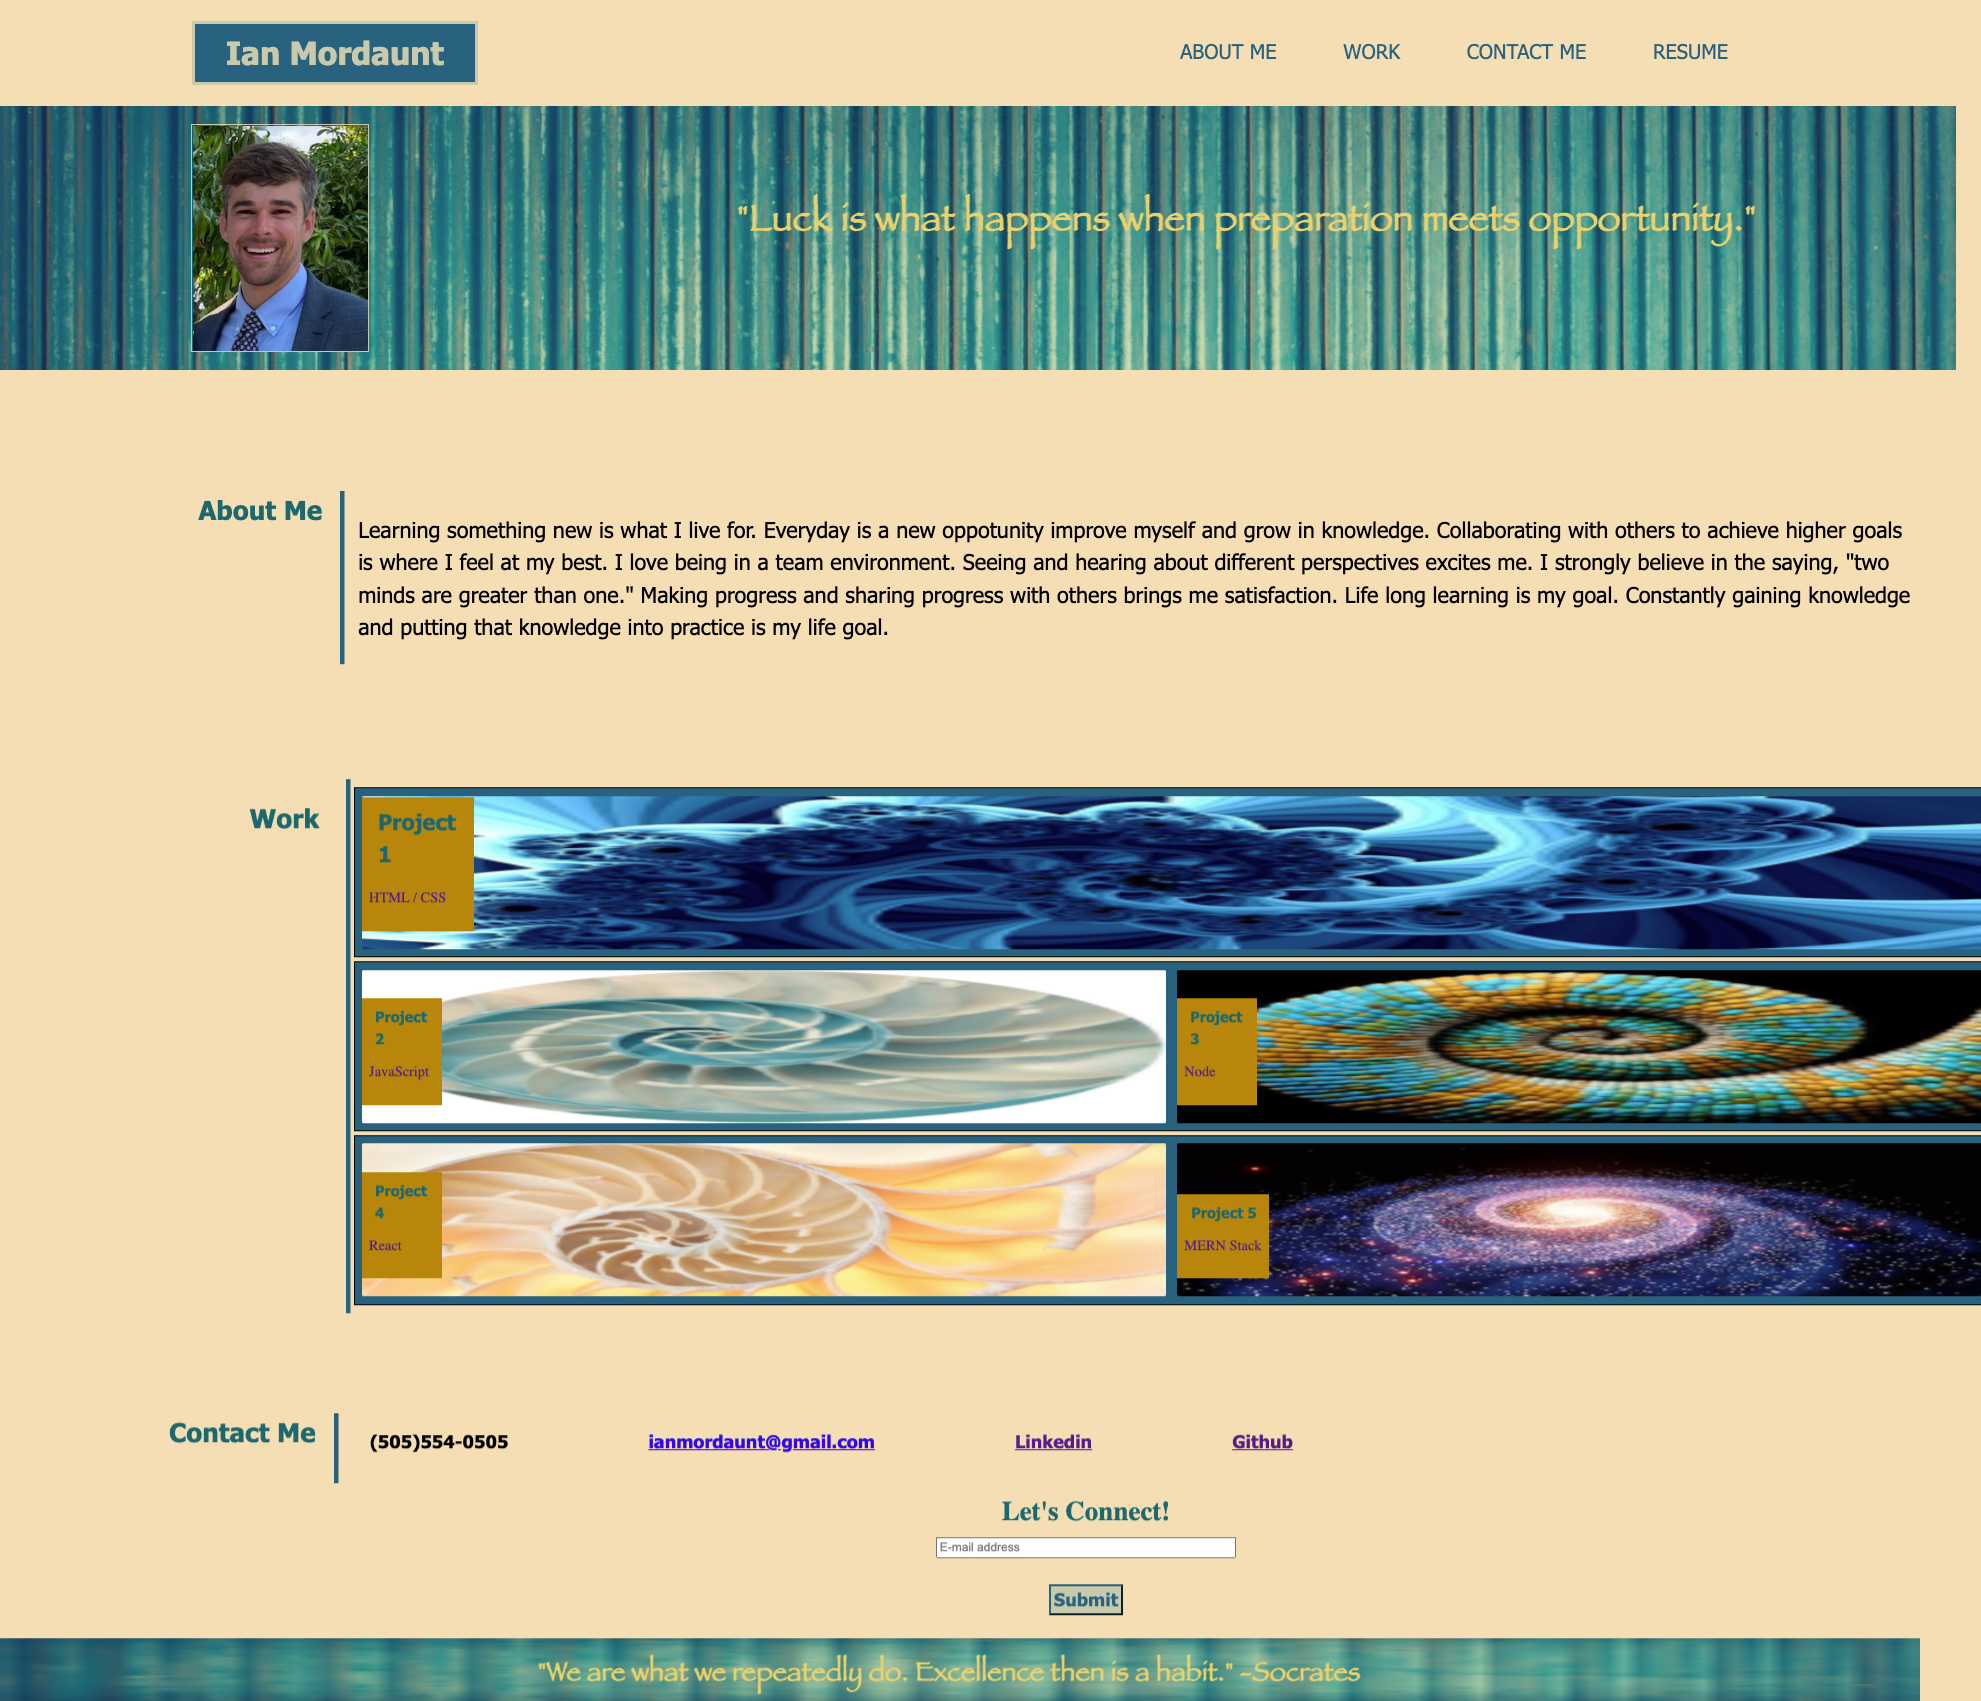 Ian Mordaunt
ABOUT ME WORK CONTACT ME RESUME
"Luck is what happens when preparation meets opportunity."
About Me
Learning something new is what I live for. Everyday is a new oppotunity improve myself and grow in knowledge. Collaborating with others to achieve higher goals
is where I feel at my best. I love being in a team environment. Seeing and hearing about different perspectives excites me. I strongly believe in the saying, "two
minds are greater than one." Making progress and sharing progress with others brings me satisfaction. Life long learning is my goal. Constantly gaining knowledge
and putting that knowledge into practice is my life goal.
Work
Project
1
HTML / CSS
Project
2
JavaScript
Project
3
Node
Project
4
React
Project 5
MERN Stack
Contact Me
(505)554-0505 ianmordaunt@gmail.com Linkedin Github
Let's Connect!
E-mail address
Submit
"We are what we repeatedly do. Excellence then is a habit." ~Socrates